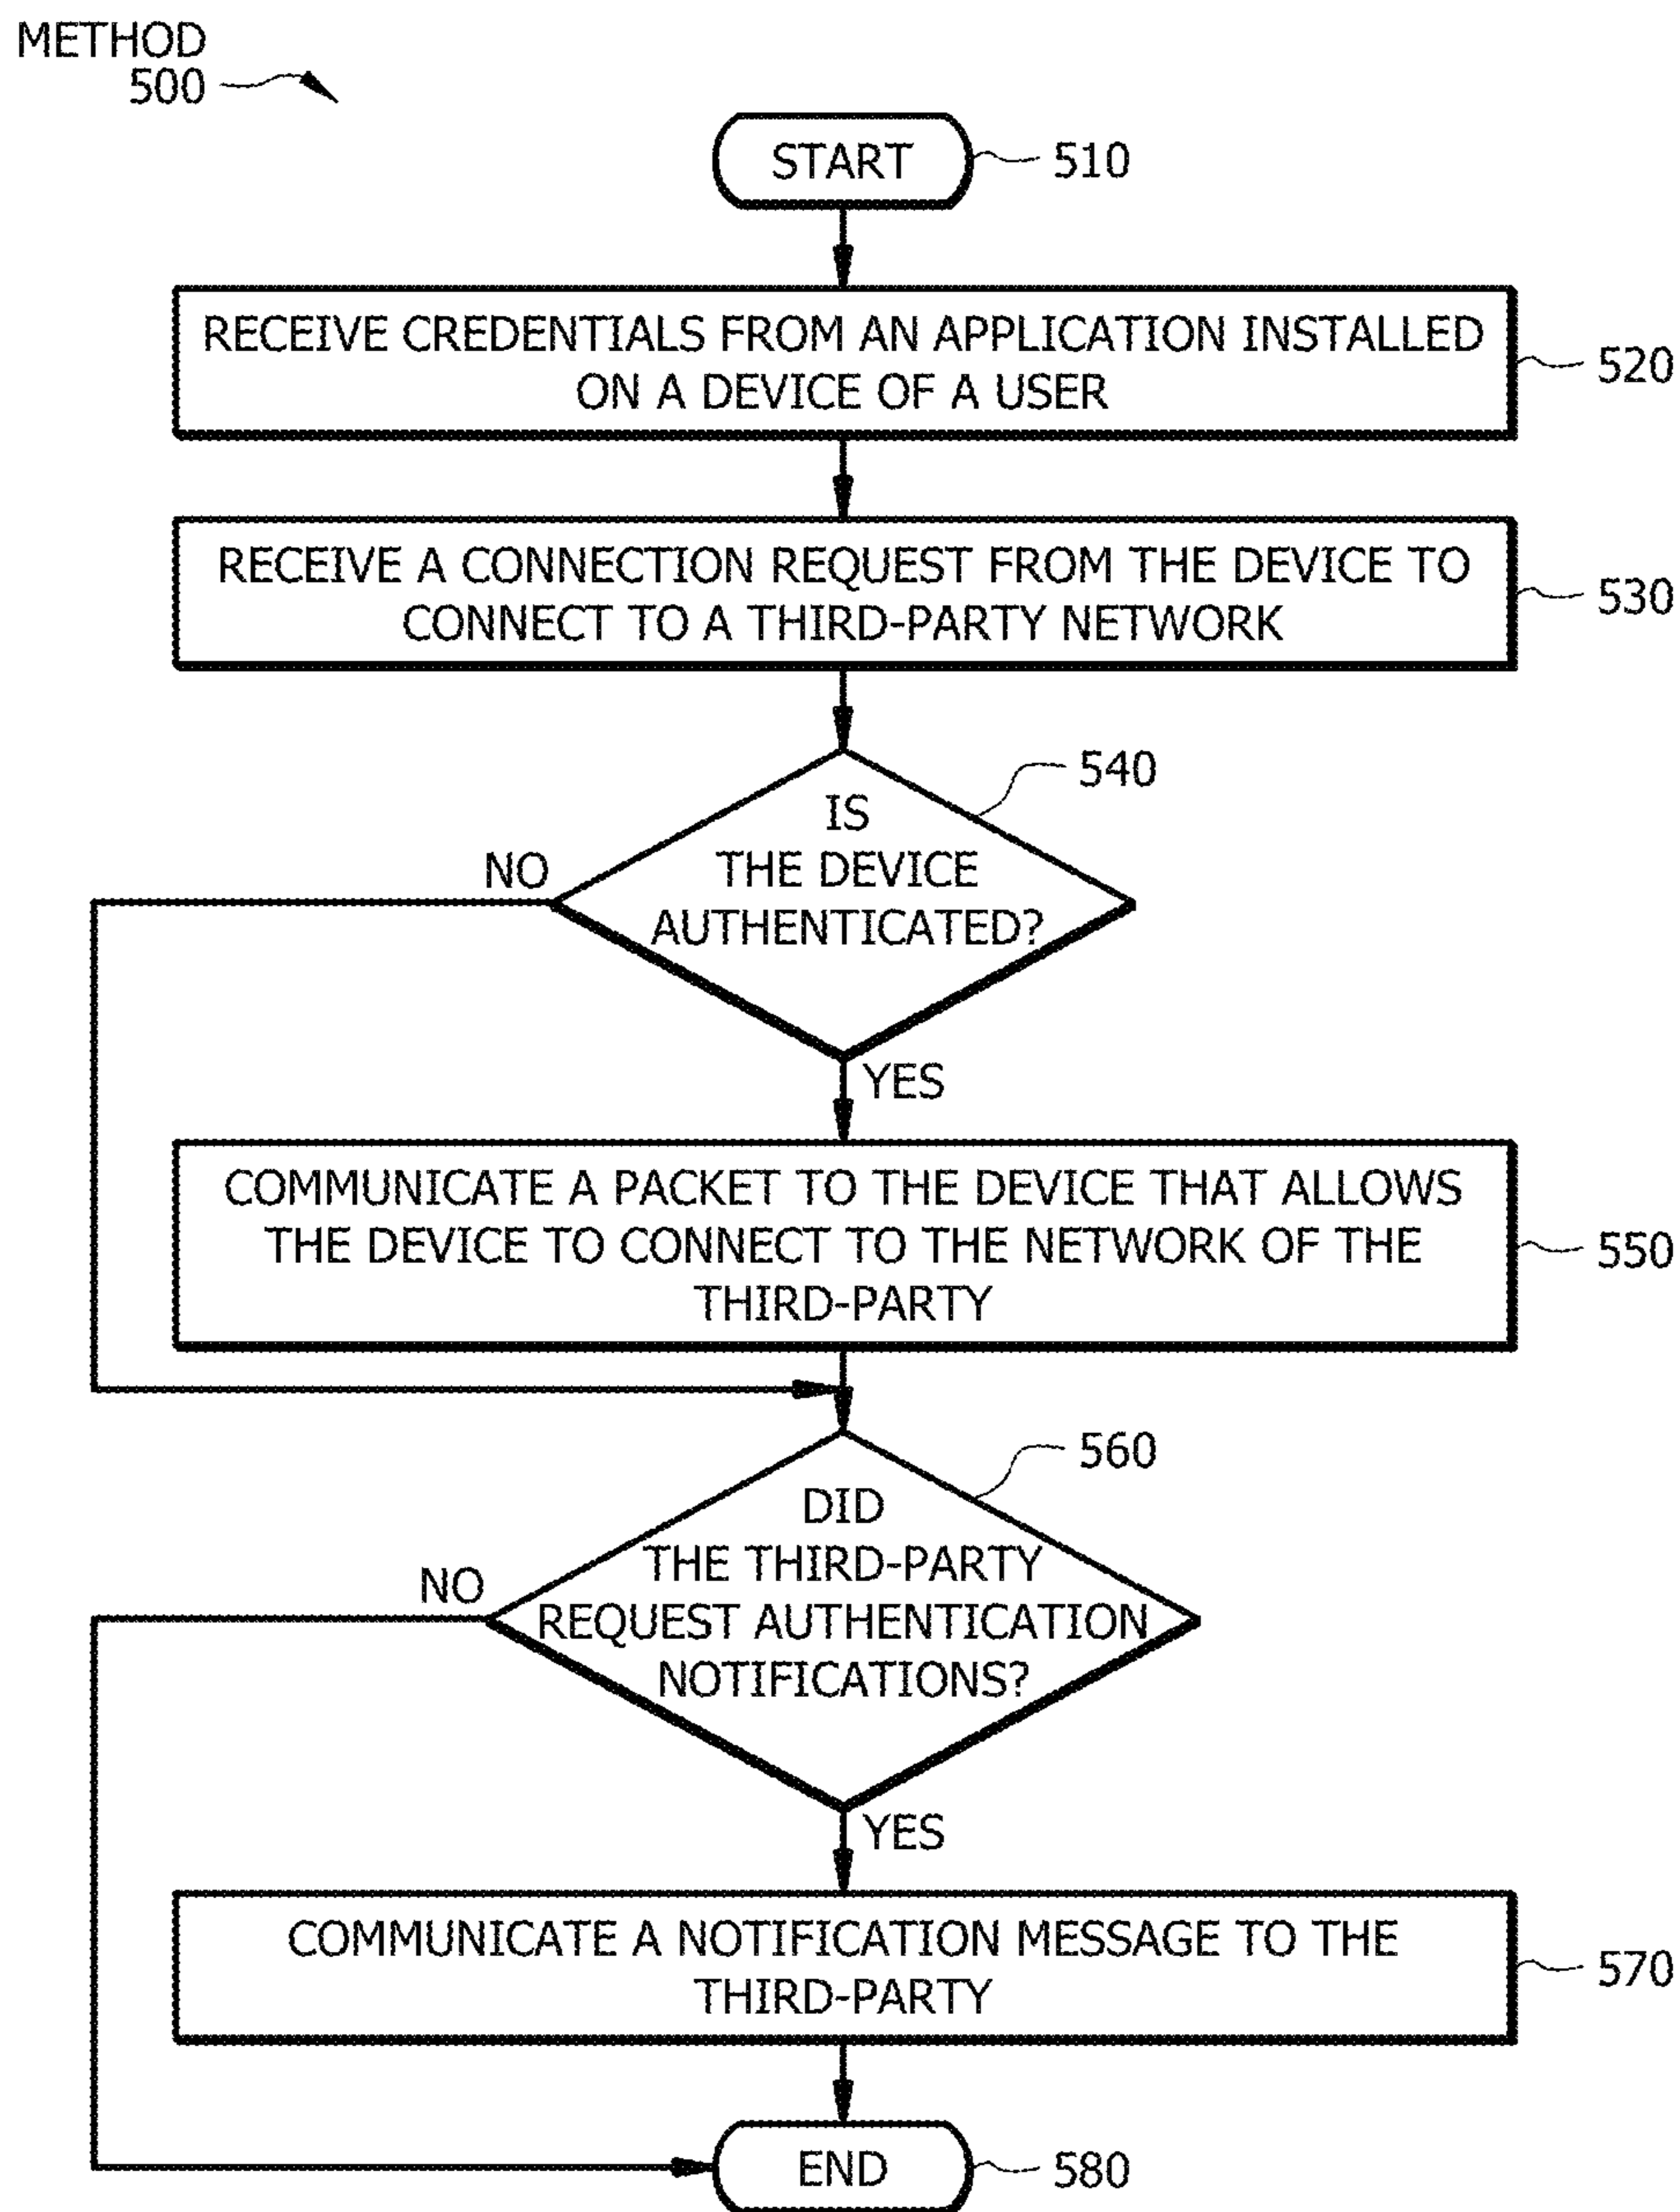 METHOD
500
START
510
RECEIVE CREDENTIALS FROM AN APPLICATION INSTALLED
ON A DEVICE OF A USER
520
RECEIVE A CONNECTION REQUEST FROM THE DEVICE TO
CONNECT TO A THIRD-PARTY NETWORK
530
540
IS
THE DEVICE
AUTHENTICATED?
NO
YES
COMMUNICATE A PACKET TO THE DEVICE THAT ALLOWS
THE DEVICE TO CONNECT TO THE NETWORK OF THE
THIRD-PARTY
550
560
DID
THE THIRD-PARTY
REQUEST AUTHENTICATION
NOTIFICATIONS?
NO
YES
COMMUNICATE A NOTIFICATION MESSAGE TO THE
THIRD-PARTY
570
END
580